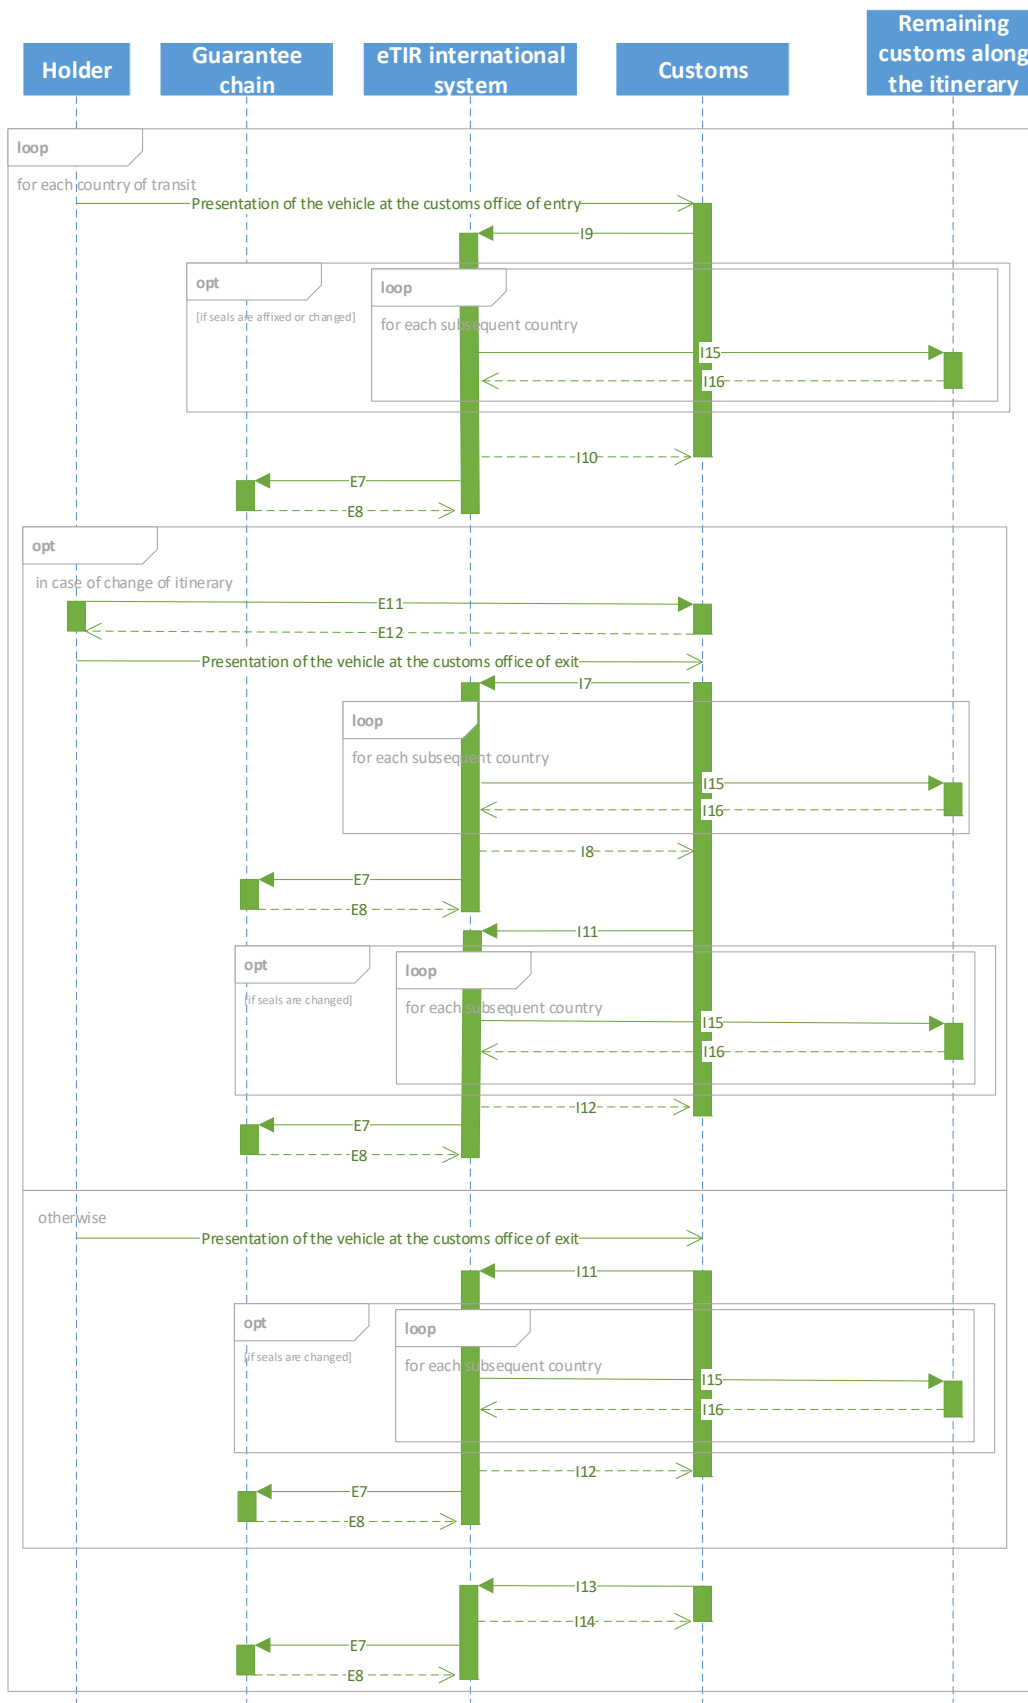 Holder
Guarantee
chain
eTIR international
system
Customs
Remaining
customs along
the itinerary
loop
for each country of transit
Presentation of the vehicle at the customs office of entry
I9
opt
[if seals are affixed or changed]
loop
for each subsequent country
I15
I16
I10
E7
E8
opt
in case of change of itinerary
E11
E12
Presentation of the vehicle at the customs office of exit
I7
loop
for each subsequent country
I15
I16
I8
E7
E8
I11
opt
[if seals are changed]
loop
for each subsequent country
I15
I16
I12
E7
E8
otherwise
Presentation of the vehicle at the customs office of exit
I11
opt
[if seals are changed]
loop
for each subsequent country
I15
I16
I12
E7
E8
I13
I14
E7
E8